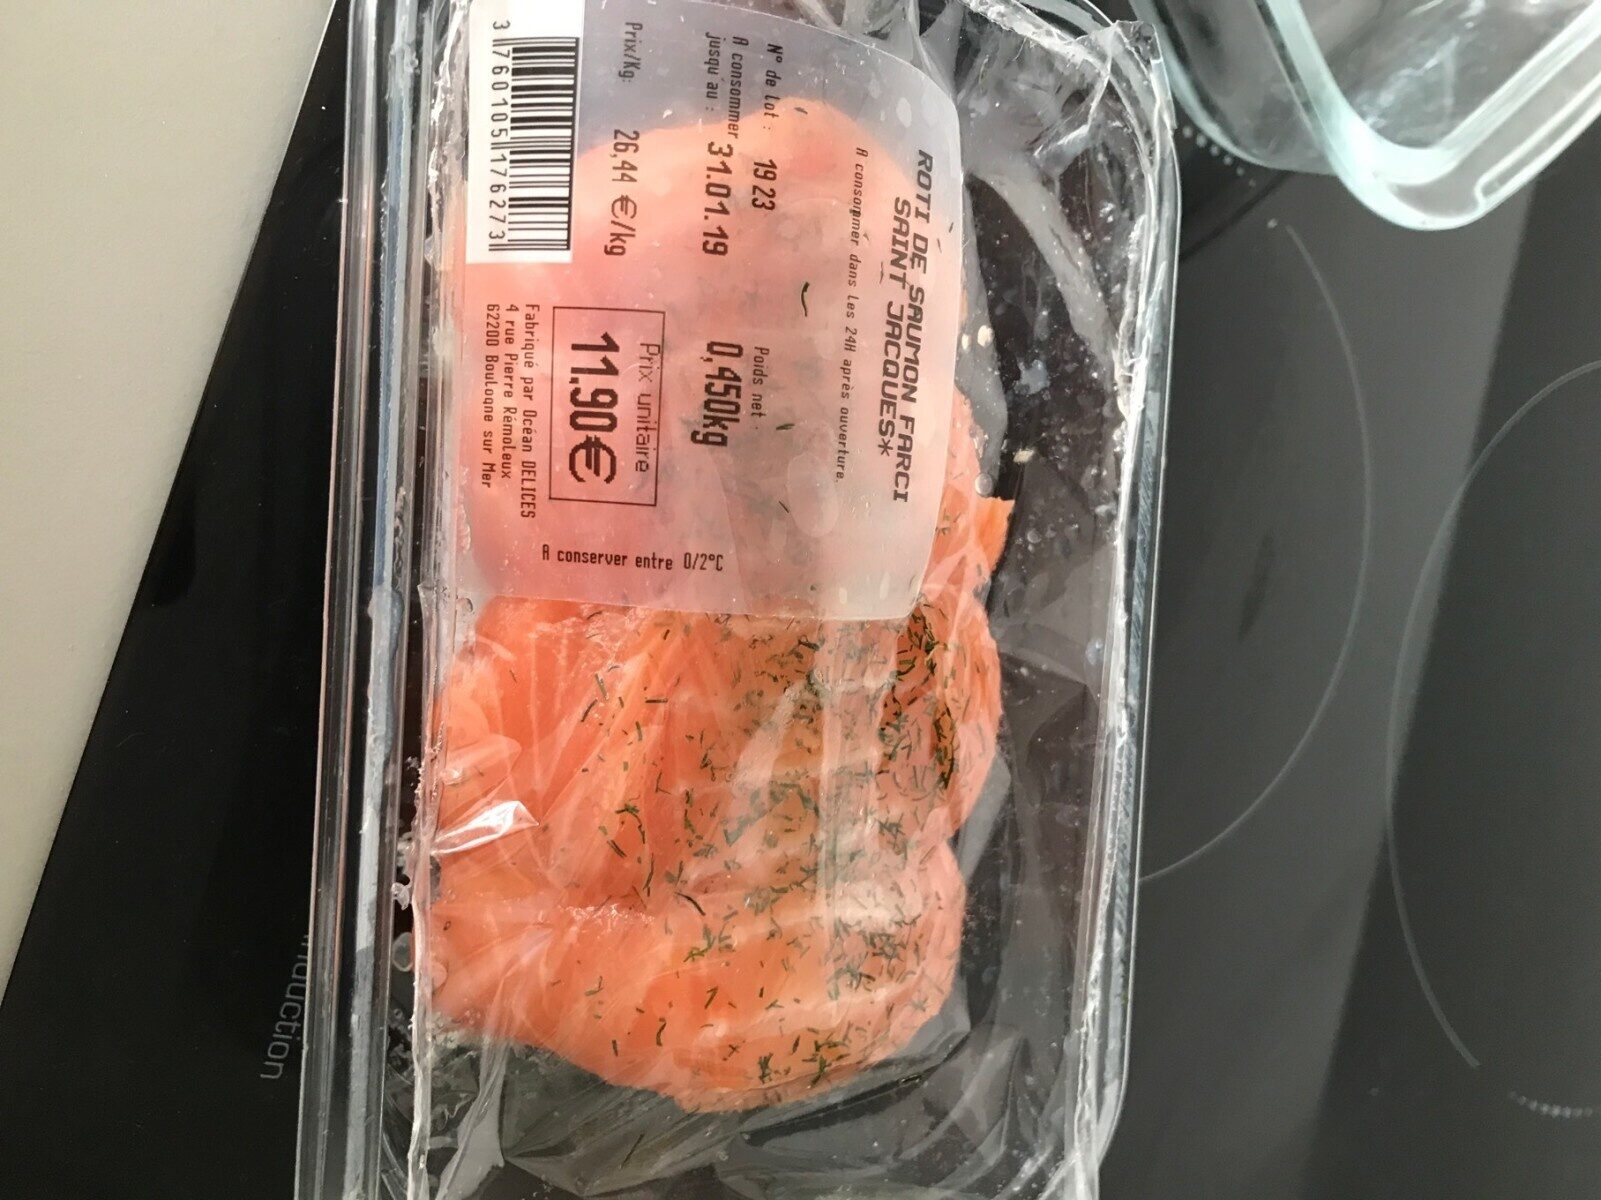 ROTI DE SAUMON FARCI
SAINT JACQUES*
A consommer dans les 24H après ouverture.
N° de lot : 1923
A consommer
jusqu'au : 31.01.19
Poids net
0,450kg
Prix/Kg: 26,44 €/kg
Prix unitaire
11.90€
3 760105 176273
Fabriqué par Océan DELICES
4 rue Pierre Rémoleux
62200 Boulogne sur Mer
A conserver entre 0/2°C
induction